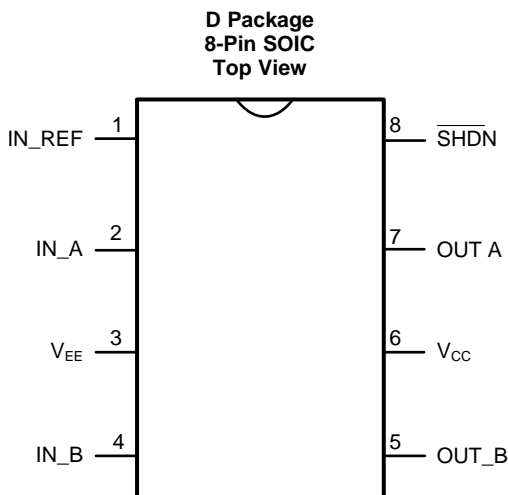 D Package
8-Pin SOIC
Top View
IN_REF 1 8 SHDN
IN_A 2 7 OUT A
VEE 3 6 VCC
IN_B 4 5 OUT_B